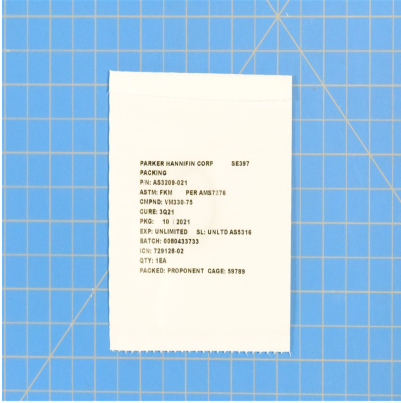 PARKER HANNIFIN CORP SE397
PACKING
P/N: AS3209-021
ASTM: FKM PER AMS7276
CMPND: VM330-75
CURE: 3Q21
PKG: 10 / 2021
EXP: UNLIMITED SL: UNLTD AS5316
BATCH: 0080433733
ICN: 729128-02
QTY: 1EA
PACKED: PROPONENT CAGE: 59789